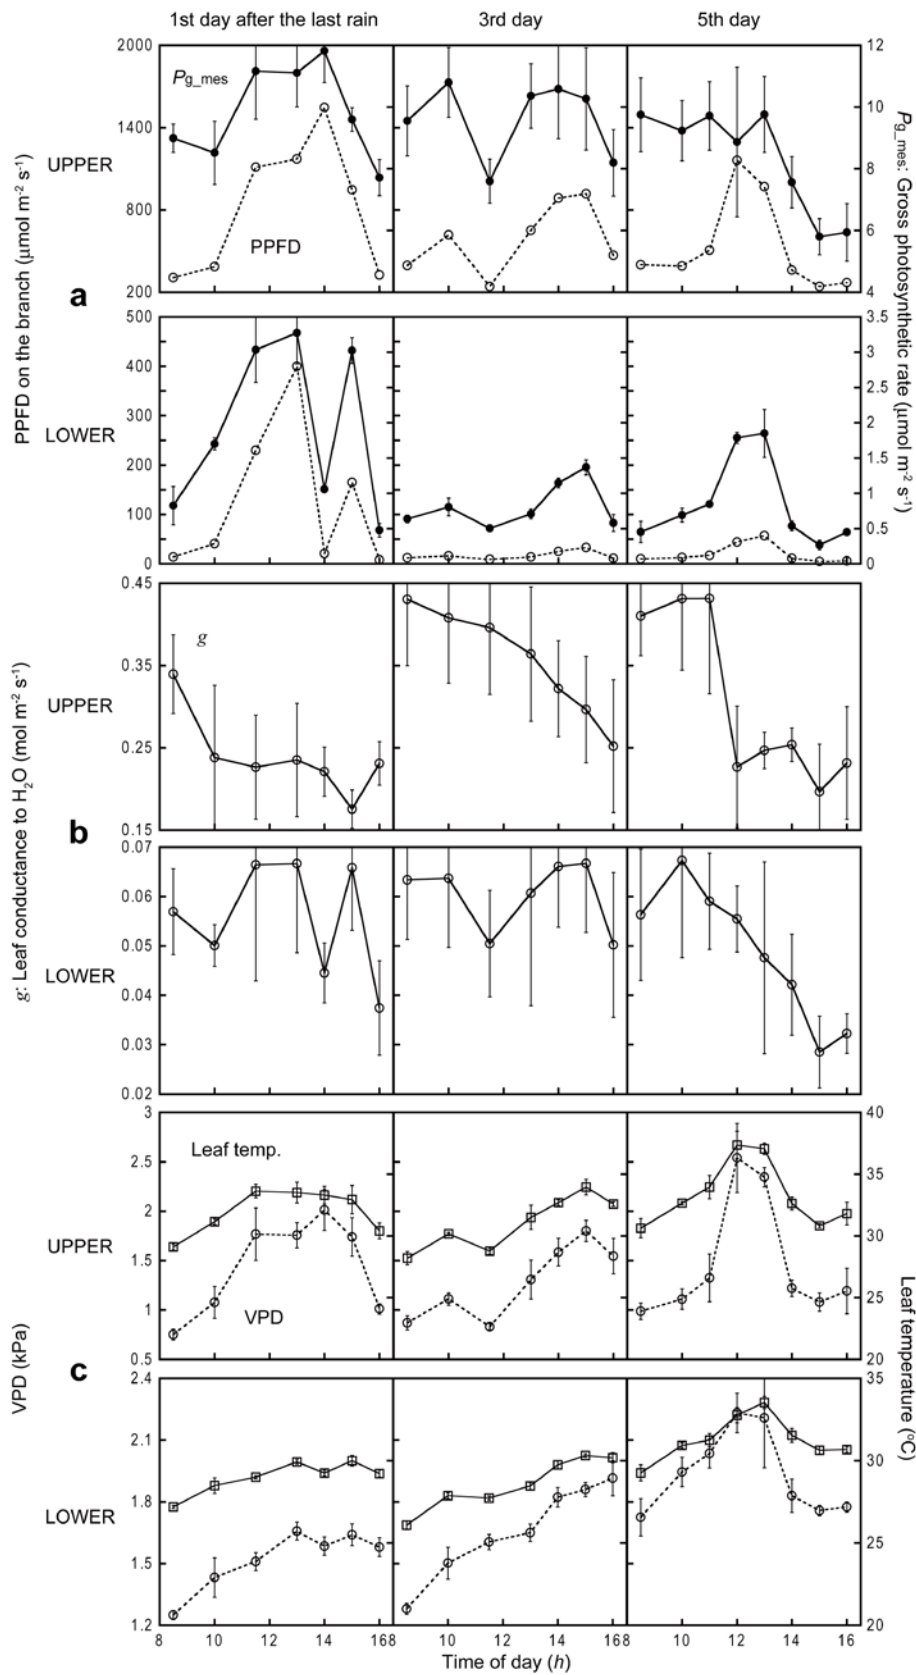 1st day after the last rain 3rd day 5th day
2000
1400
800
200
UPPER
Pg_mes
PPFD
12
10
8
6
4
a
PPFD on the branch (μmol m-2 s-1)
Pg_mes: Gross photosynthetic rate (μmol m-2 s-1)
500
400
300
200
100
0
LOWER
3.5
3
2.5
2
1.5
1
0.5
0
0.45
0.35
0.25
0.15
UPPER
g
b
g: Leaf conductance to H2O (mol m-2 s-1)
0.07
0.06
0.05
0.04
0.03
0.02
LOWER
3
2.5
2
1.5
1
0.5
UPPER
Leaf temp.
VPD
40
35
30
25
20
c
VPD (kPa)
Leaf temperature (oC)
2.4
2.1
1.8
1.5
1.2
LOWER
35
30
25
20
8 10 12 14 168 10 12 14 168 10 12 14 16
Time of day (h)